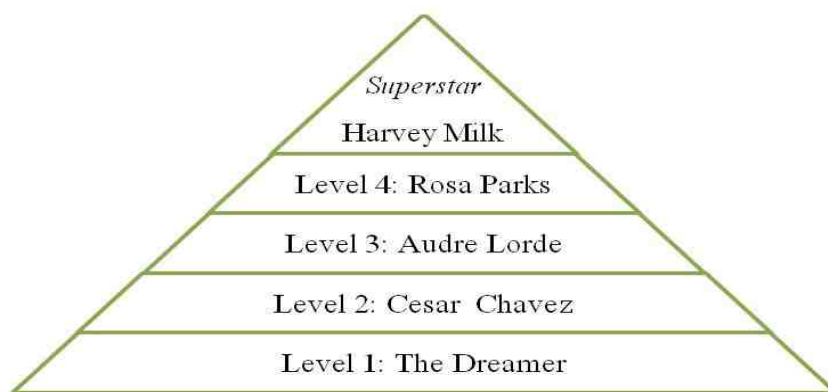 Superstar
Harvey Milk
Level 4: Rosa Parks
Level 3: Audre Lorde
Level 2: Cesar Chavez
Level 1: The Dreamer